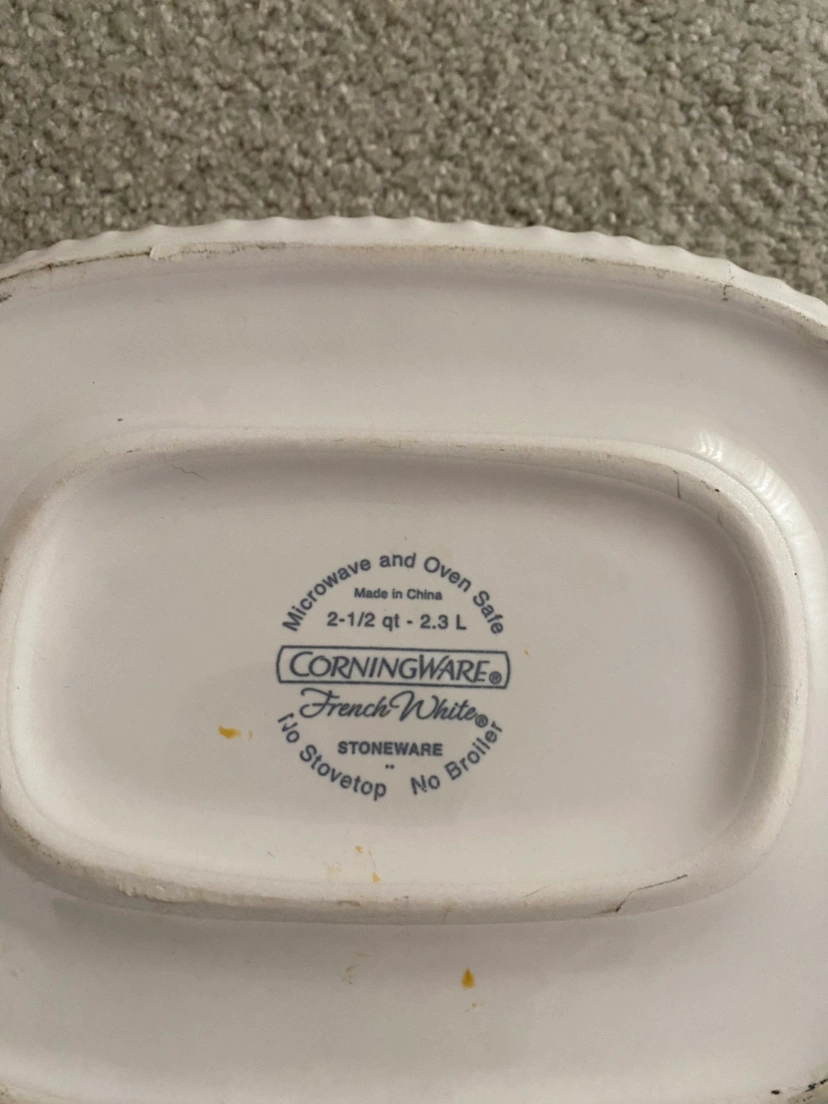 Microwave and Oven Safe
Made in China
2-1/2 qt - 2.3 L
CORNINGWARE®
French White®
STONEWARE
No Stovetop No Broiler